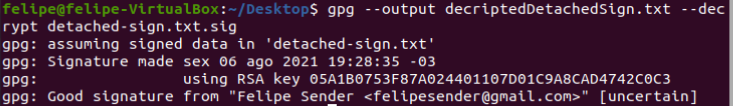 felipe@felipe-VirtualBox:~/Desktop$ gpg --output decriptedDetachedSign.txt --dec
rypt detached-sign.txt.sig
gpg: assuming signed data in 'detached-sign.txt'
gpg: Signature made sex 06 ago 2021 19:28:35 -03
gpg:                using RSA key 05A1B0753F87A024401107D01C9A8CAD4742C0C3
gpg: Good signature from "Felipe Sender <felipesender@gmail.com>" [uncertain]